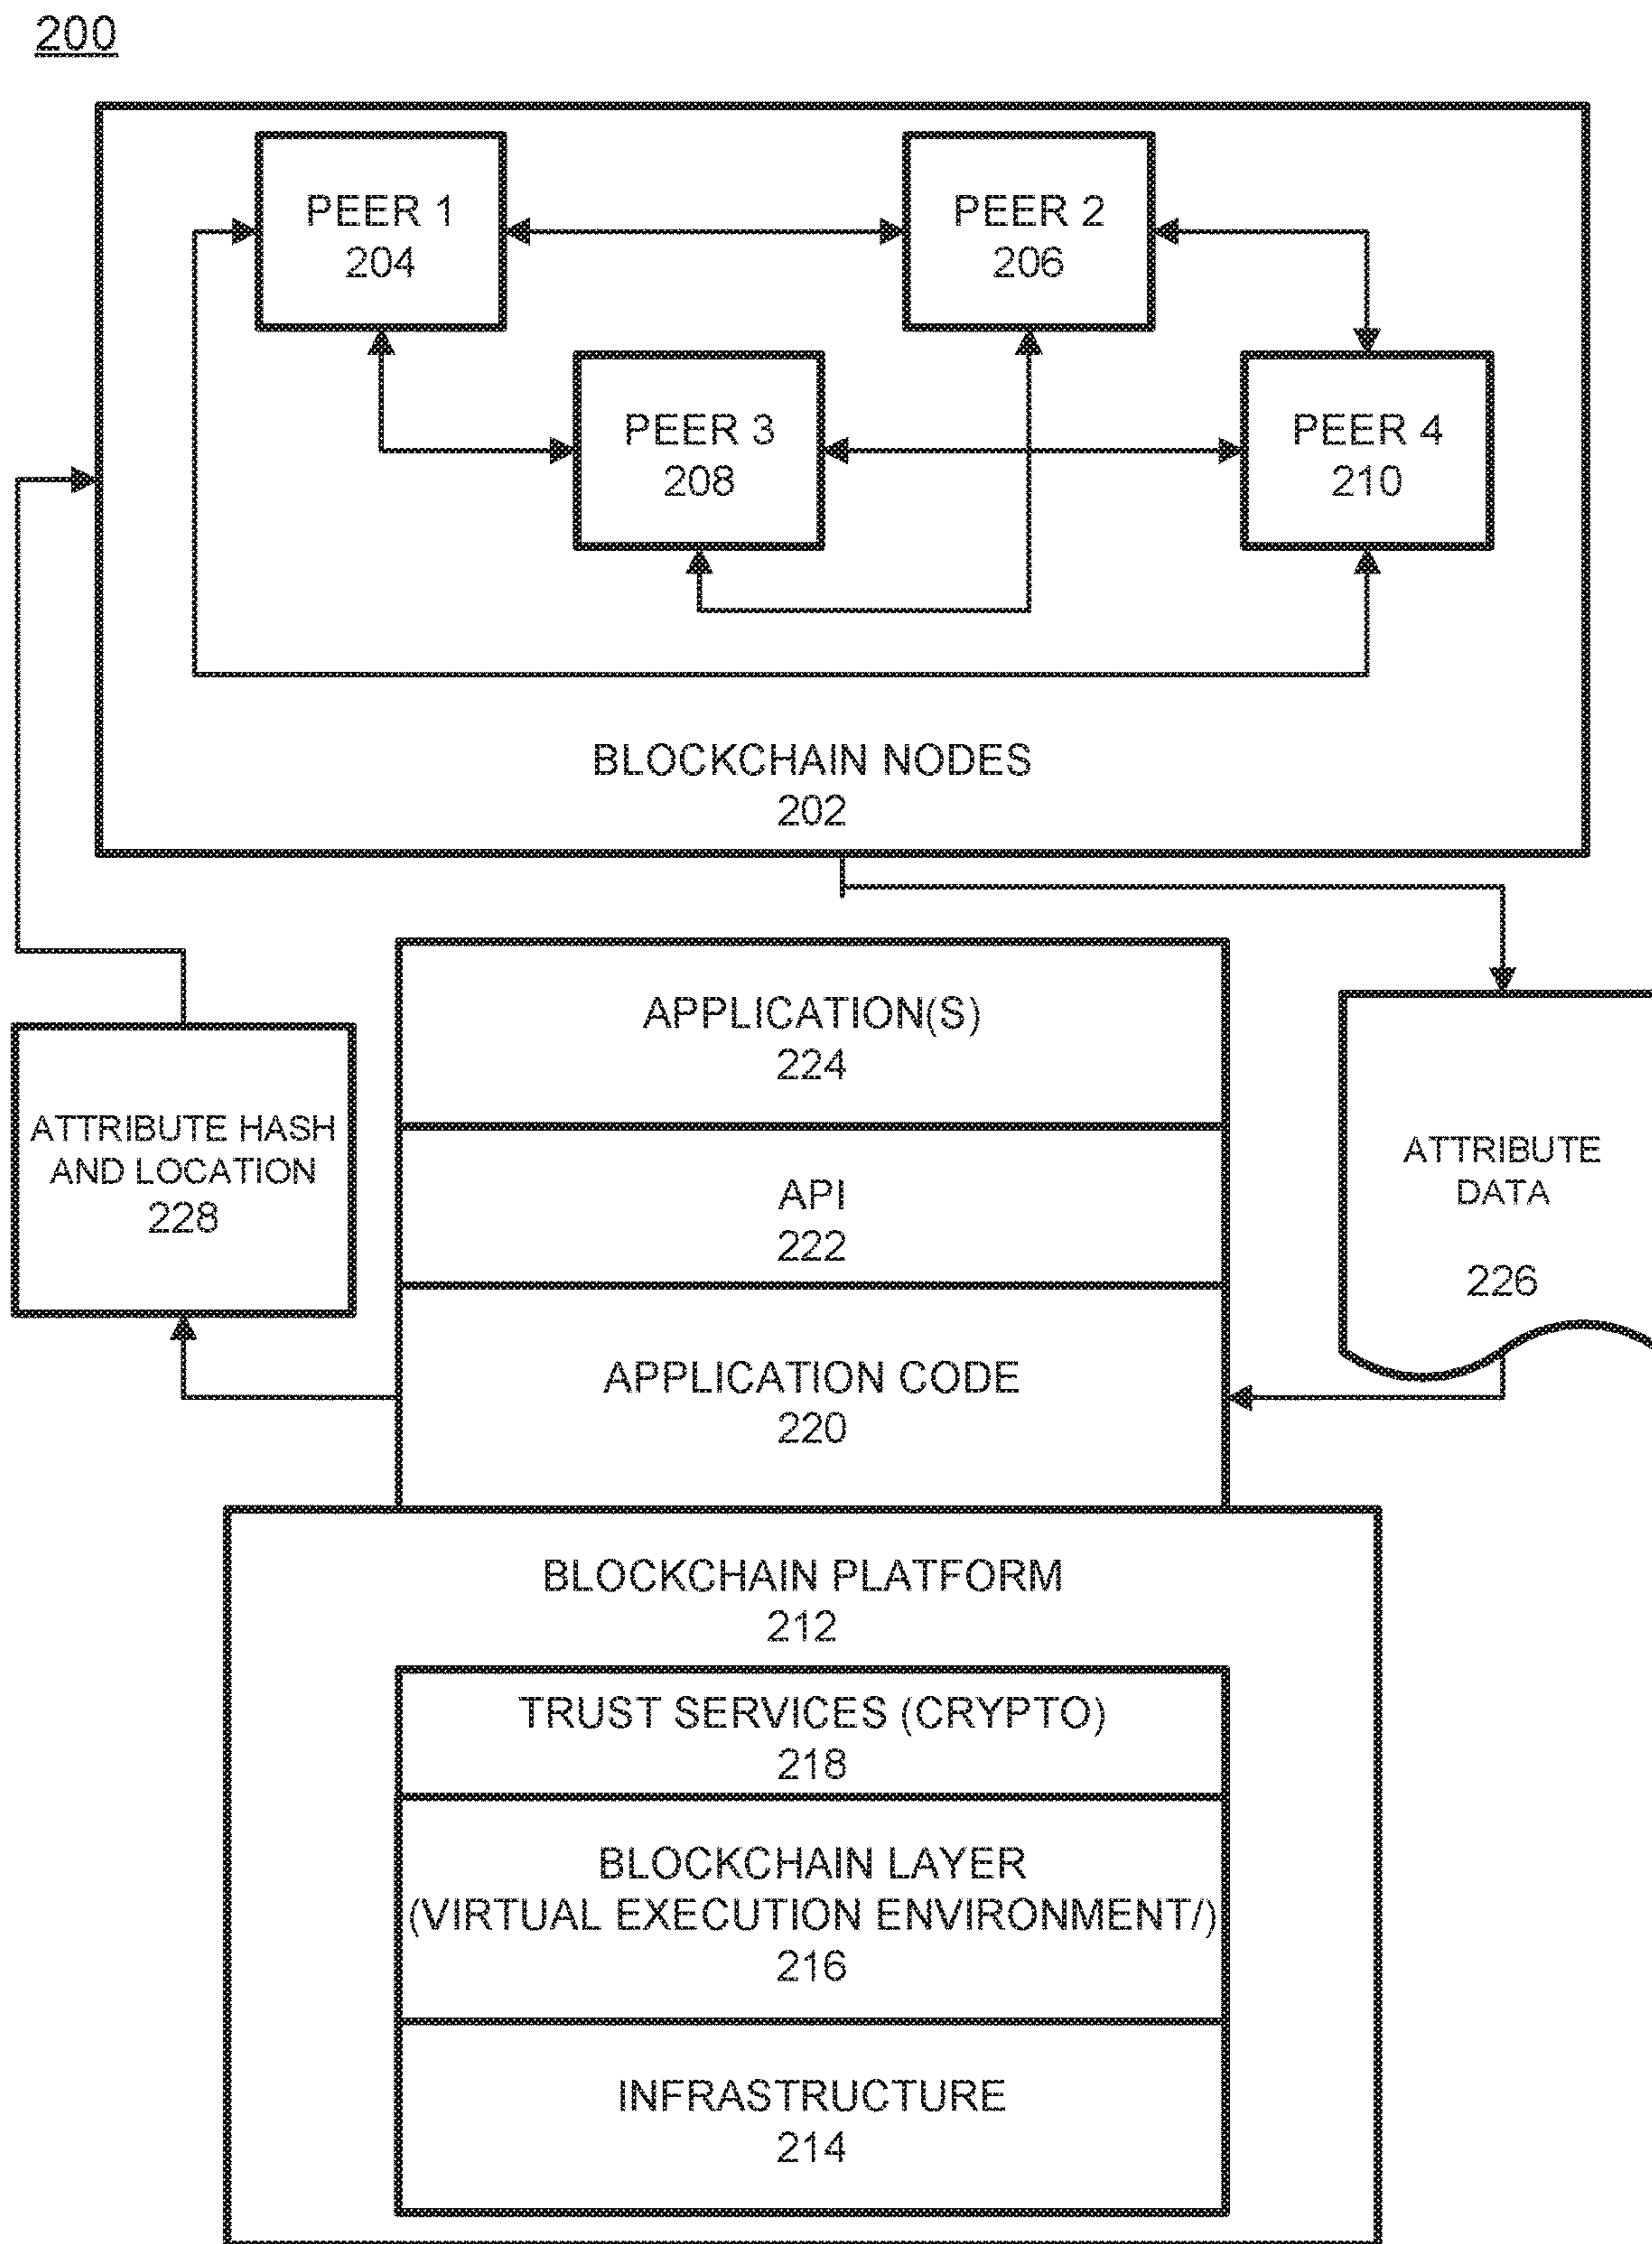 200
PEER 1
204
PEER 2
206
PEER 3
208
PEER 4
210
BLOCKCHAIN NODES
202
APPLICATION(S)
224
ATTRIBUTE HASH
AND LOCATION
228
API
222
ATTRIBUTE
DATA
226
APPLICATION CODE
220
BLOCKCHAIN PLATFORM
212
TRUST SERVICES (CRYPTO)
218
BLOCKCHAIN LAYER
(VIRTUAL EXECUTION ENVIRONMENT/)
216
INFRASTRUCTURE
214